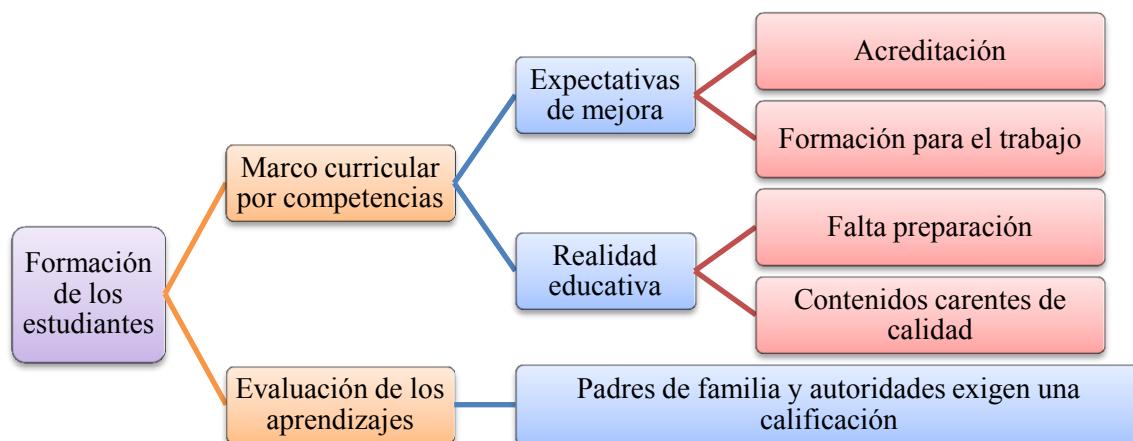 Formación
de los
estudiantes
Marco curricular
por competencias
Expectativas
de mejora
Acreditación
Formación para el trabajo
Realidad
educativa
Falta preparación
Contenidos carentes de
calidad
Evaluación de los
aprendizajes
Padres de familia y autoridades exigen una
calificación